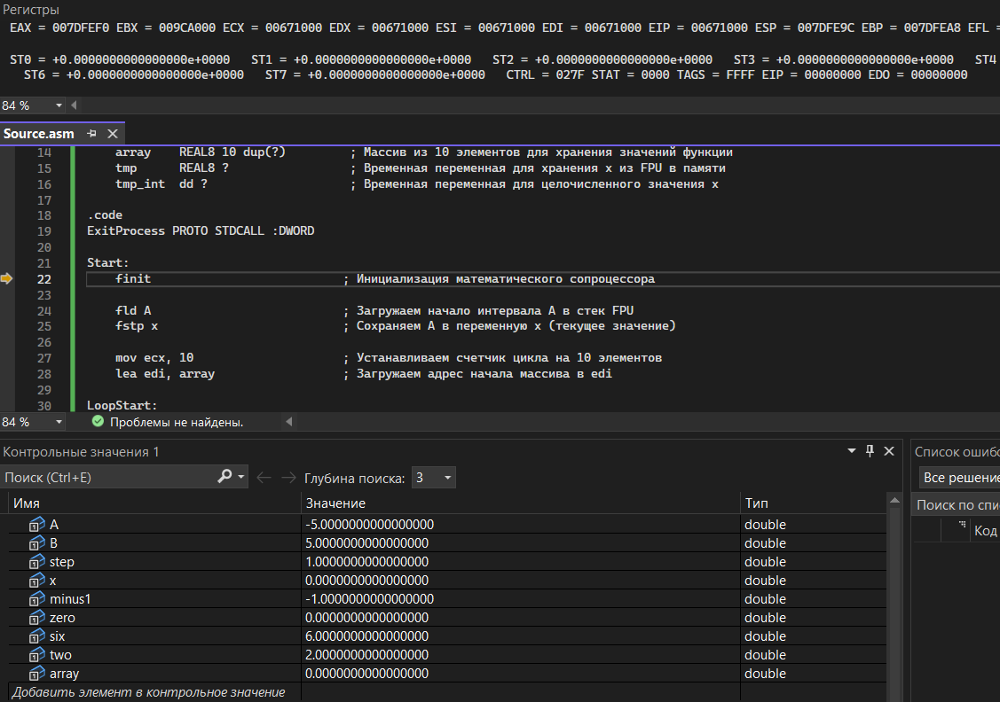 Регистры
EAX = 007DFEF0 EBX = 009CA000 ECX = 00671000 EDX = 00671000 ESI = 00671000 EDI = 00671000 EIP = 00671000 ESP = 007DFE9C EBP = 007DFEA8 EFL =
ST0 = +0.0000000000000000e+0000 ST1 = +0.0000000000000000e+0000 ST2 = +0.0000000000000000e+0000 ST3 = +0.0000000000000000e+0000 ST4
ST6 = +0.0000000000000000e+0000 ST7 = +0.0000000000000000e+0000 CTRL = 027F STAT = 0000 TAGS = FFFF EIP = 00000000 EDO = 00000000
84 %
Source.asm
14 array REAL8 10 dup(?) ; Массив из 10 элементов для хранения значений функции
15 tmp REAL8 ? ; Временная переменная для хранения x из FPU в памяти
16 tmp_int dd ? ; Временная переменная для целочисленного значения x
17
18 .code
19 ExitProcess PROTO STDCALL :DWORD
20
21 Start:
22 finit ; Инициализация математического сопроцессора
23
24 fld A ; Загружаем начало интервала A в стек FPU
25 fstp x ; Сохраняем A в переменную x (текущее значение)
26
27 mov ecx, 10 ; Устанавливаем счетчик цикла на 10 элементов
28 lea edi, array ; Загружаем адрес начала массива в edi
29
30 LoopStart:
84 % Проблемы не найдены.
Контрольные значения 1
Поиск (Ctrl+E) Глубина поиска: 3
Имя Значение Тип
A -5.0000000000000000 double
B 5.0000000000000000 double
step 1.0000000000000000 double
x 0.0000000000000000 double
minus1 -1.0000000000000000 double
zero 0.0000000000000000 double
six 6.0000000000000000 double
two 2.0000000000000000 double
array 0.0000000000000000 double
Добавить элемент в контрольное значение
Список ошибо
Все решение
Поиск по спи
Код